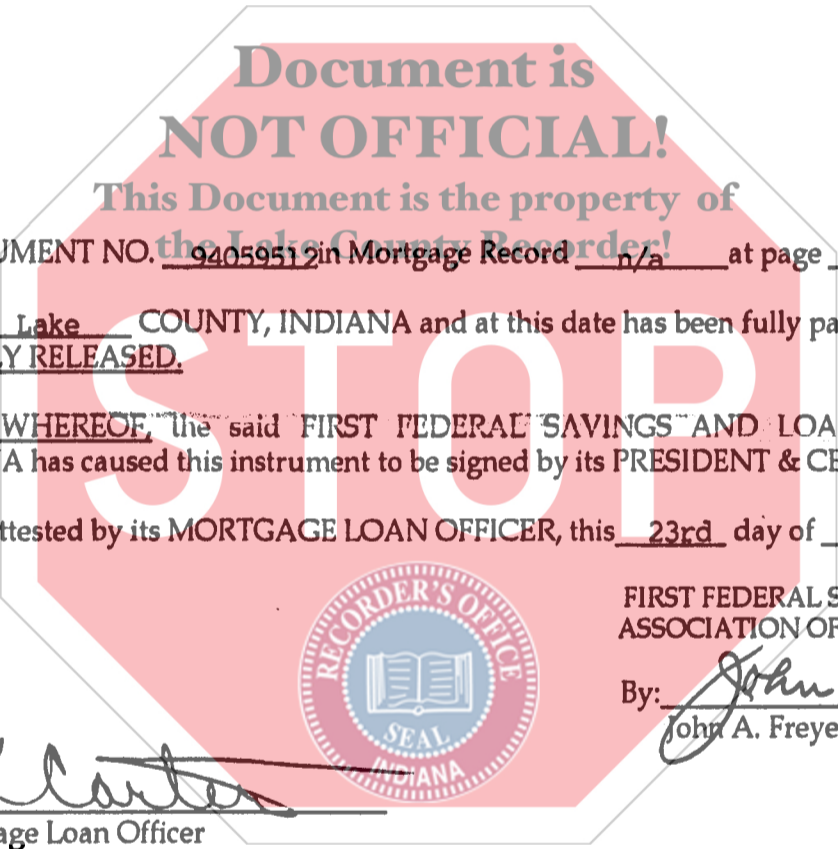 Document is
NOT OFFICIAL!
This Document is the property of
the Lake County Recorder!
UMENT NO. 94059512 in Mortgage Record n/a at page
Lake COUNTY, INDIANA and at this date has been fully pa
LY RELEASED.
WHEREOF, the said FIRST FEDERAL SAVINGS AND LOA
A has caused this instrument to be signed by its PRESIDENT & CE
ttested by its MORTGAGE LOAN OFFICER, this 23rd day of
STOP
FIRST FEDERAL S
ASSOCIATION OF
By: John
John A. Freye
RECORDER'S OFFICE
SEAL
INDIANA
Carter
age Loan Officer